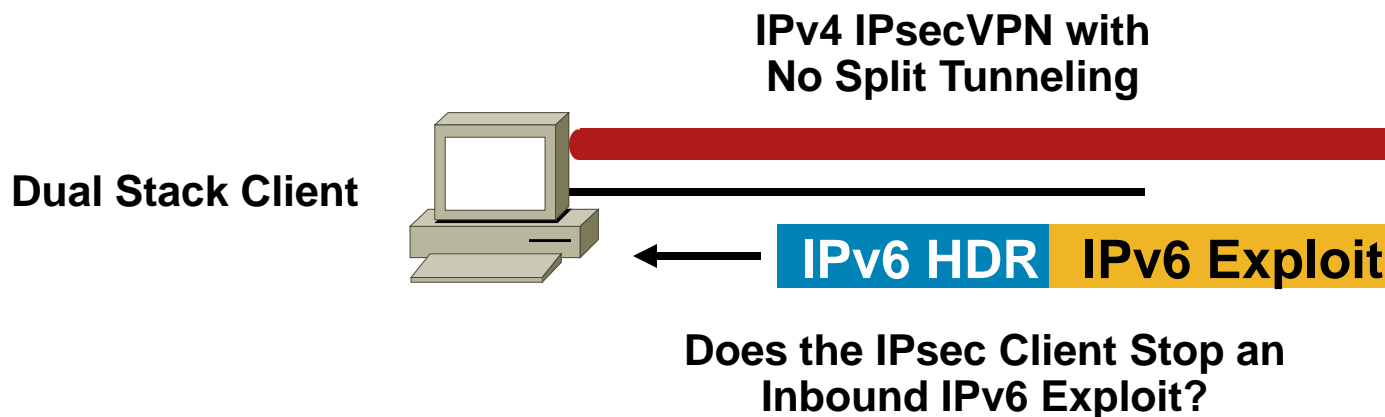 IPv4 IPsecVPN with
No Split Tunneling
Dual Stack Client
IPv6 HDR IPv6 Exploit
Does the IPsec Client Stop an
Inbound IPv6 Exploit?